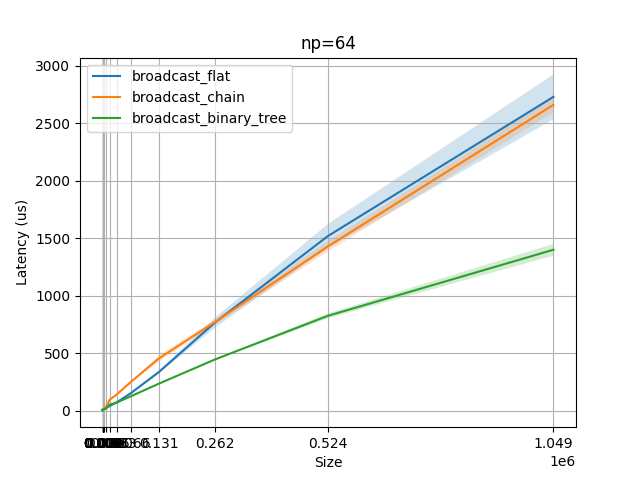 np=64
broadcast_flat
broadcast_chain
broadcast_binary_tree
Latency (us)
3000
2500
2000
1500
1000
500
0
0.131
0.262
0.524
1.049
1e6
Size